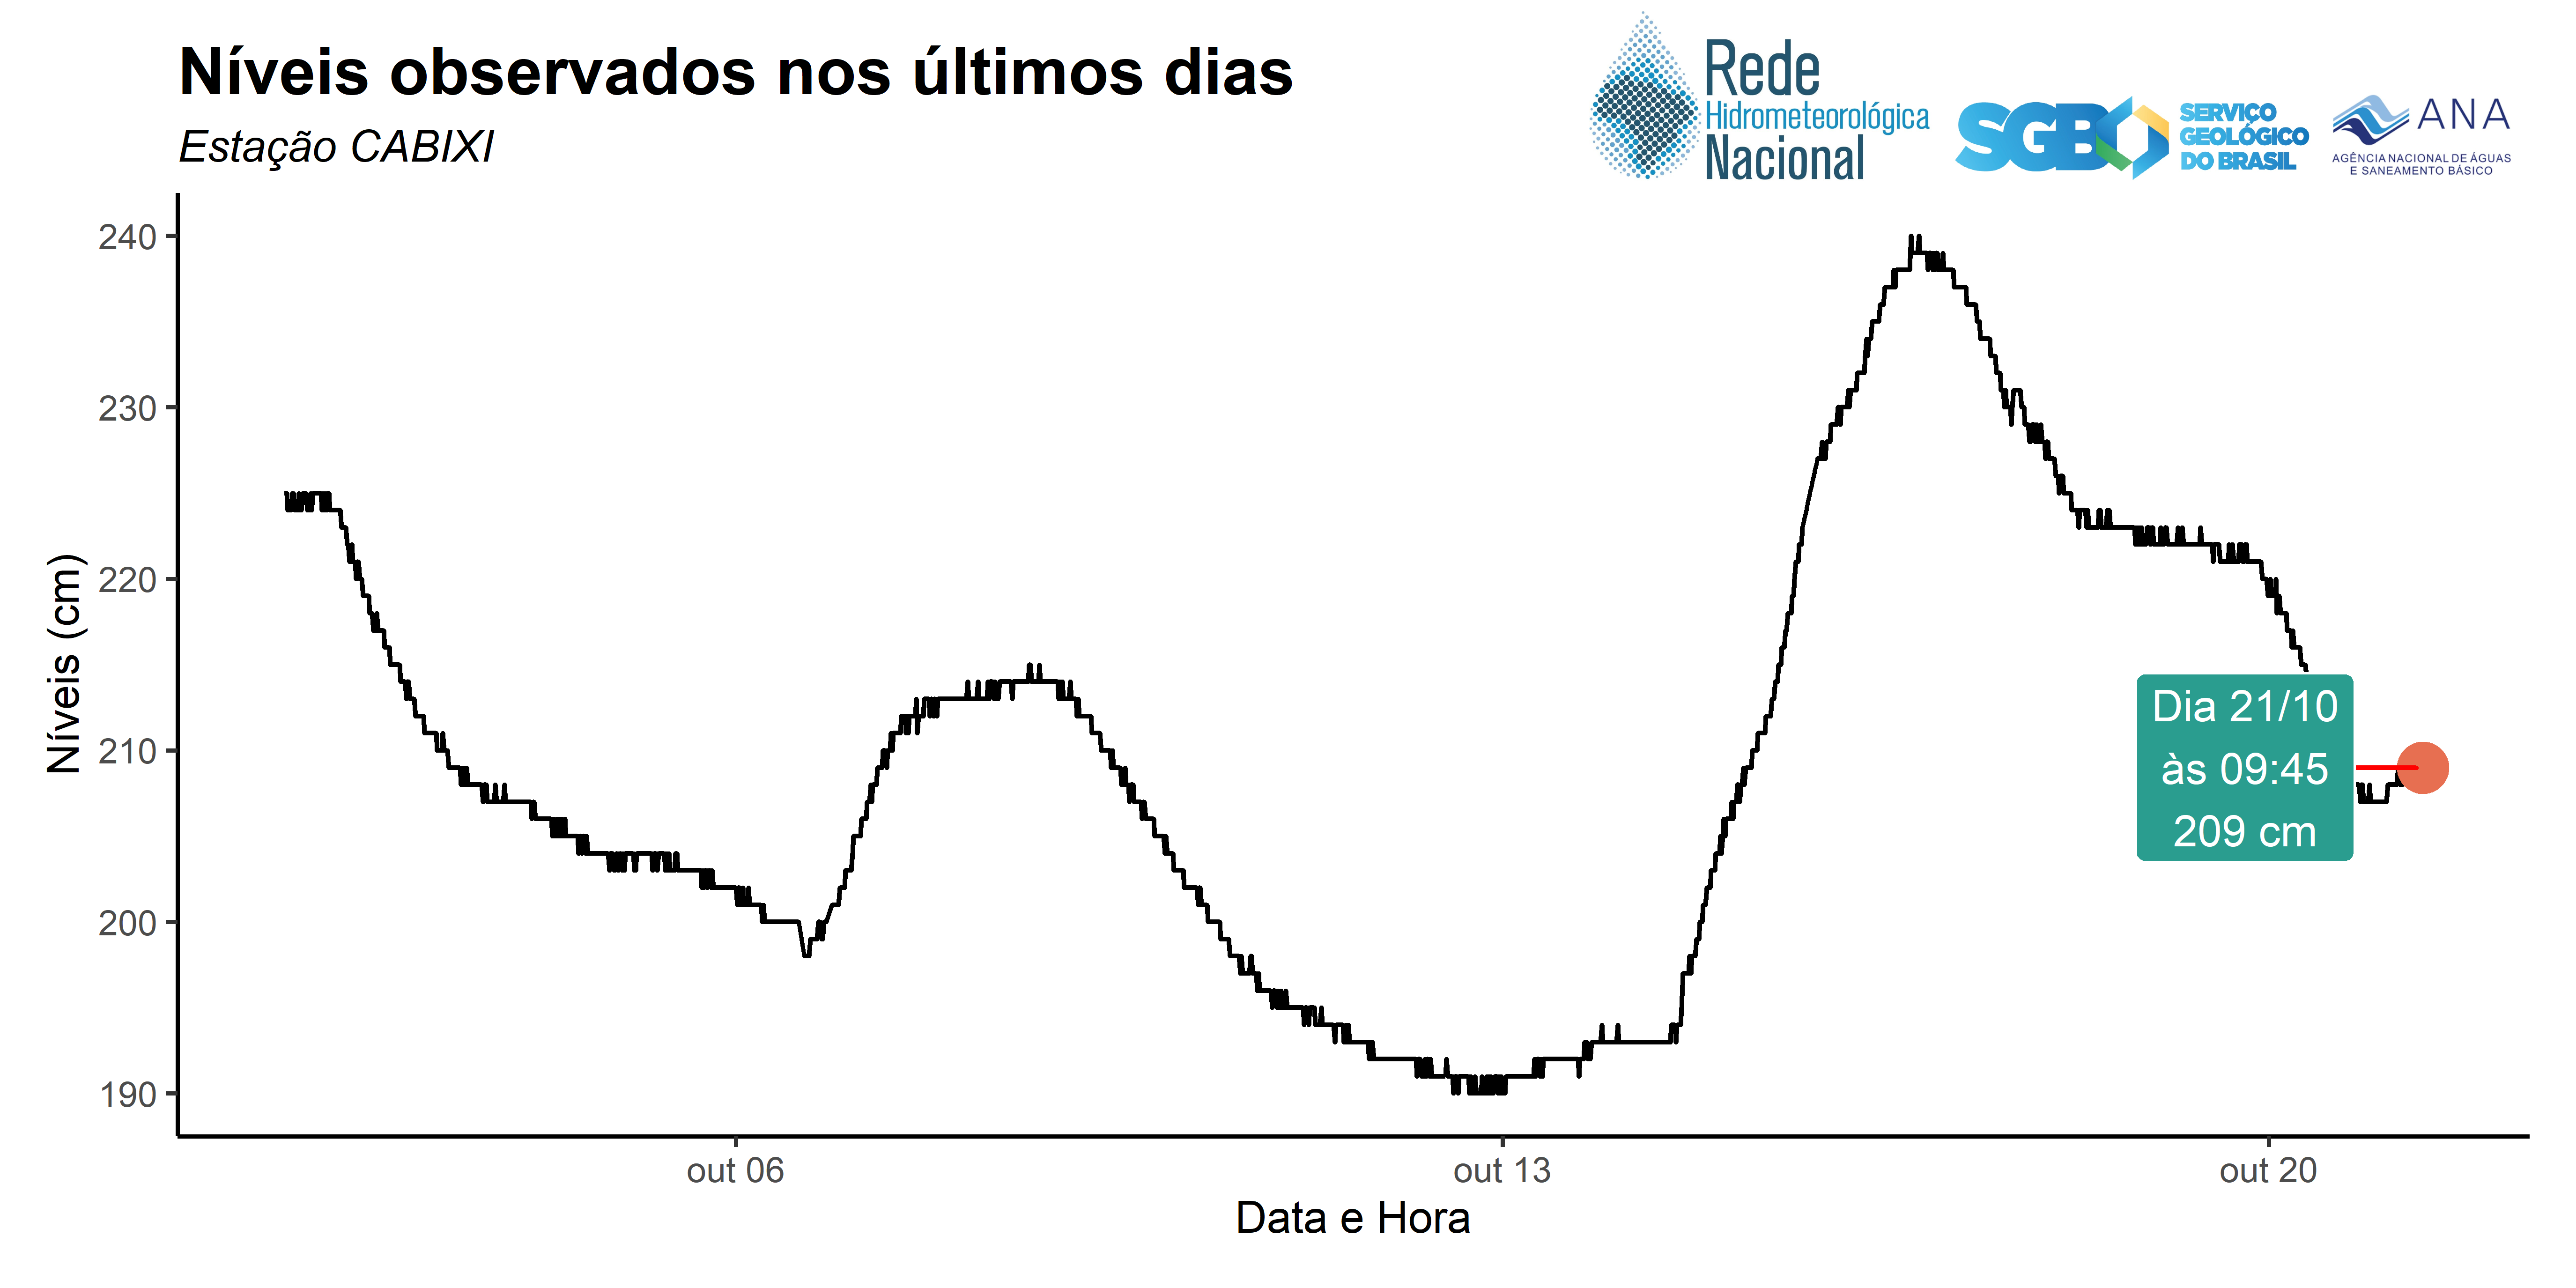 Níveis observados nos últimos dias
Estação CABIXI
Rede
Hidrometeorológica
Nacional
SGB
SERVIÇO
GEOLÓGICO
DO BRASIL
ANA
AGÊNCIA NACIONAL DE ÁGUAS
E SANEAMENTO BÁSICO
Níveis (cm)
240
230
220
210
200
190
Dia 21/10
às 09:45
209 cm
out 06
out 13
out 20
Data e Hora